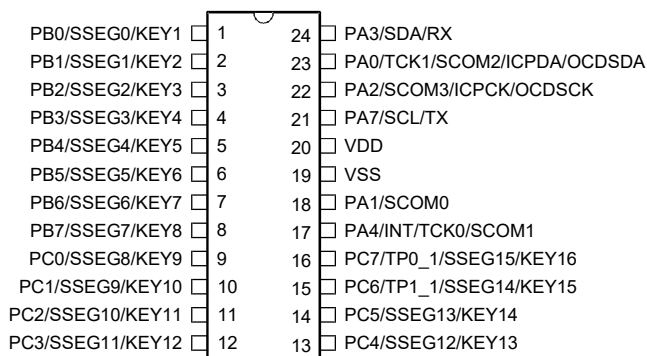 PB0/SSEG0/KEY1 1 24 PA3/SDA/RX
PB1/SSEG1/KEY2 2 23 PA0/TCK1/SCOM2/ICPDA/OCDSDA
PB2/SSEG2/KEY3 3 22 PA2/SCOM3/ICPCK/OCDSCK
PB3/SSEG3/KEY4 4 21 PA7/SCL/TX
PB4/SSEG4/KEY5 5 20 VDD
PB5/SSEG5/KEY6 6 19 VSS
PB6/SSEG6/KEY7 7 18 PA1/SCOM0
PB7/SSEG7/KEY8 8 17 PA4/INT/TCK0/SCOM1
PC0/SSEG8/KEY9 9 16 PC7/TP0_1/SSEG15/KEY16
PC1/SSEG9/KEY10 10 15 PC6/TP1_1/SSEG14/KEY15
PC2/SSEG10/KEY11 11 14 PC5/SSEG13/KEY14
PC3/SSEG11/KEY12 12 13 PC4/SSEG12/KEY13